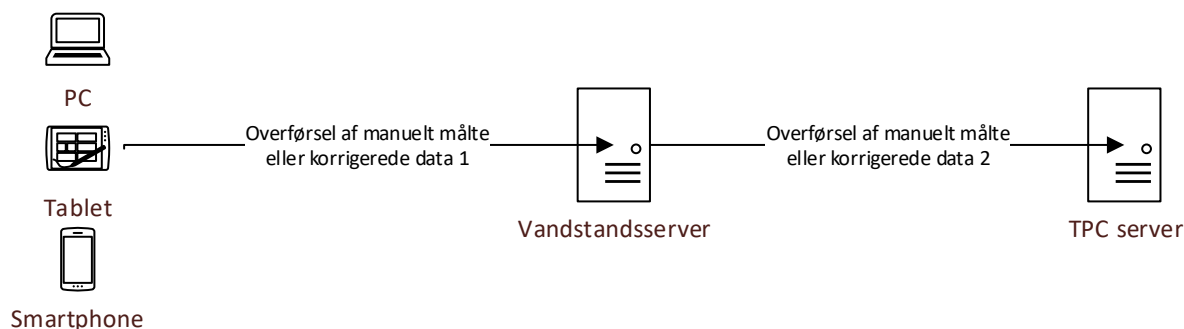 PC
Tablet
Smartphone
Overførsel af manuelt målte
eller korrigerede data 1
Vandstandsserver
Overførsel af manuelt målte
eller korrigerede data 2
TPC server